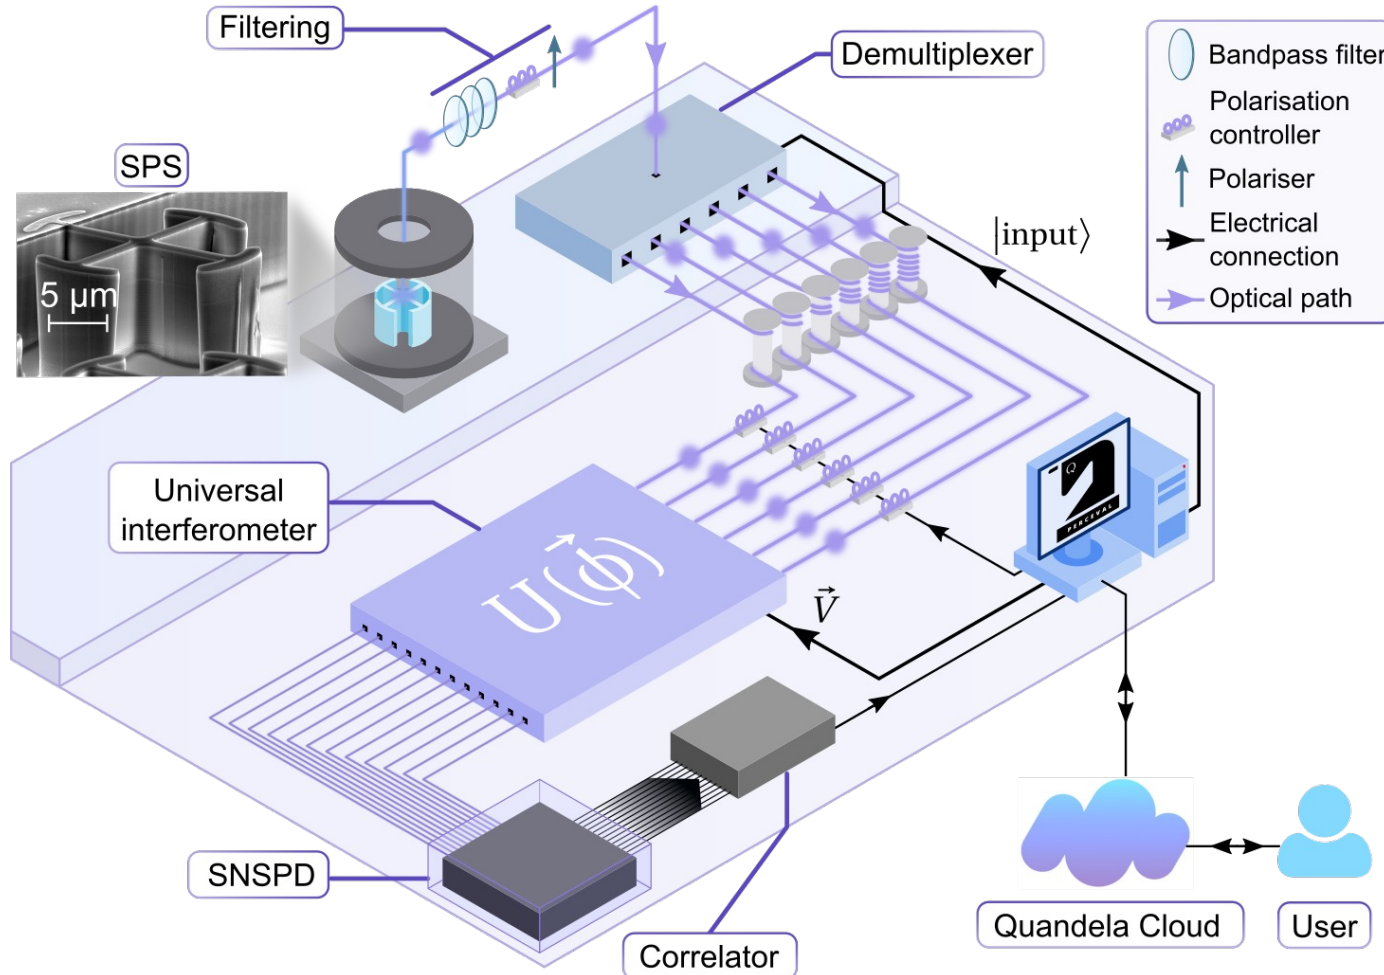 Filtering
Demultiplexer
Bandpass filter
Polarisation
controller
Polariser
Electrical
connection
Optical path
SPS
5 μm
|input⟩
Universal
interferometer
U(ϕ⃗)
V⃗
Q
PERCEVAL
SNSPD
Correlator
Quandela Cloud
User